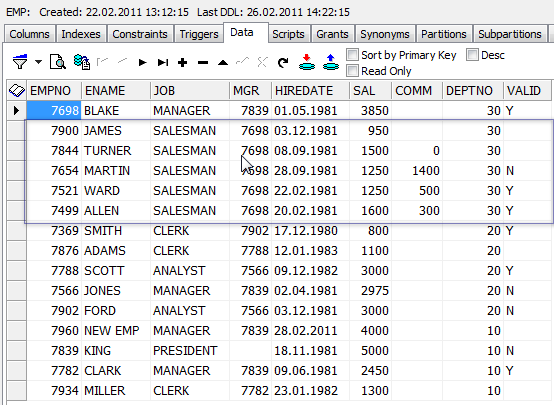 EMP: Created: 22.02.2011 13:12:15 Last DDL: 26.02.2011 14:22:15
Columns Indexes Constraints Triggers Data Scripts Grants Synonyms Partitions Subpartitions
Sort by Primary Key Desc
Read Only
EMPNO ENAME JOB MGR HIREDATE SAL COMM DEPTNO VALID
7698 BLAKE MANAGER 7839 01.05.1981 3850 30 Y
7900 JAMES SALESMAN 7698 03.12.1981 950 30
7844 TURNER SALESMAN 7698 08.09.1981 1500 0 30
7654 MARTIN SALESMAN 7698 28.09.1981 1250 1400 30 N
7521 WARD SALESMAN 7698 22.02.1981 1250 500 30 Y
7499 ALLEN SALESMAN 7698 20.02.1981 1600 300 30 Y
7369 SMITH CLERK 7902 17.12.1980 800 20 Y
7876 ADAMS CLERK 7788 12.01.1983 1100 20
7788 SCOTT ANALYST 7566 09.12.1982 3000 20 Y
7566 JONES MANAGER 7839 02.04.1981 2975 20 N
7902 FORD ANALYST 7566 03.12.1981 3000 20 N
7960 NEW EMP MANAGER 7839 28.02.2011 4000 10
7839 KING PRESIDENT 18.11.1981 5000 10 N
7782 CLARK MANAGER 7839 09.06.1981 2450 10 Y
7934 MILLER CLERK 7782 23.01.1982 1300 10